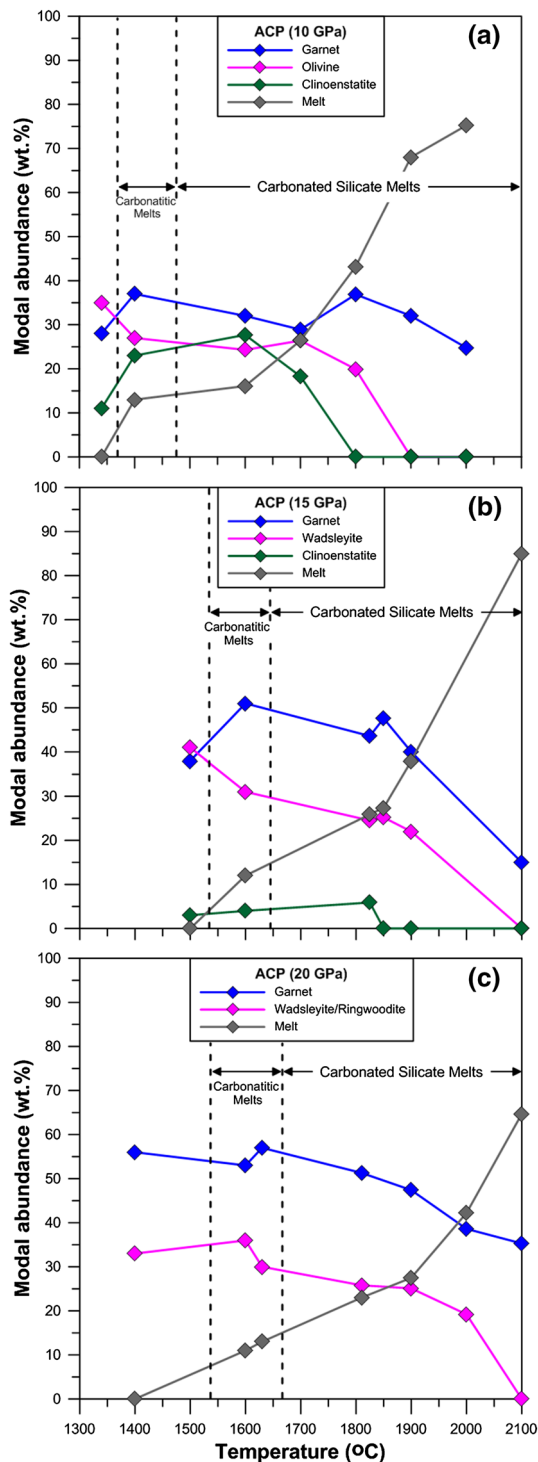 (a)
ACP (10 GPa)
Garnet
Olivine
Clinoenstatite
Melt
Carbonatitic
Melts
Carbonated Silicate Melts
Modal abundance (wt.%)
100
90
80
70
60
50
40
30
20
10
0
(b)
ACP (15 GPa)
Garnet
Wadsleyite
Clinoenstatite
Melt
Carbonatitic
Melts
Carbonated Silicate Melts
Modal abundance (wt.%)
100
90
80
70
60
50
40
30
20
10
0
(c)
ACP (20 GPa)
Garnet
Wadsleyite/Ringwoodite
Melt
Carbonatitic
Melts
Carbonated Silicate Melts
Modal abundance (wt.%)
100
90
80
70
60
50
40
30
20
10
0
1300 1400 1500 1600 1700 1800 1900 2000 2100
Temperature (ºC)